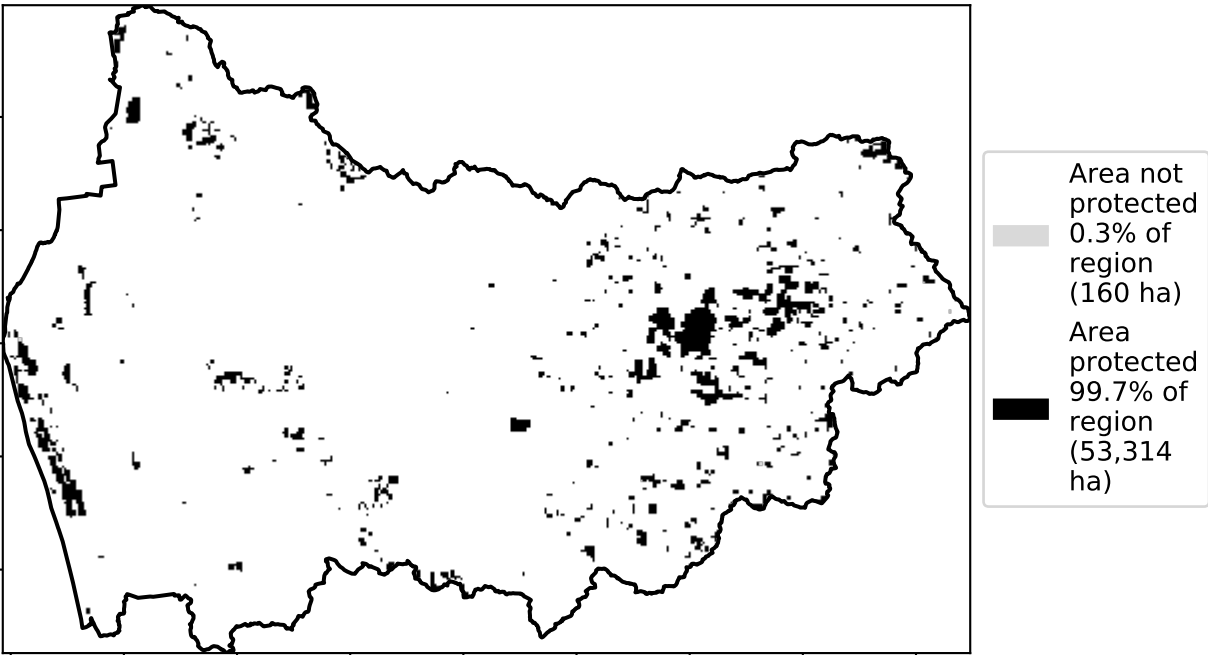 Area not
protected
0.3% of
region
(160 ha)
Area
protected
99.7% of
region
(53,314
ha)